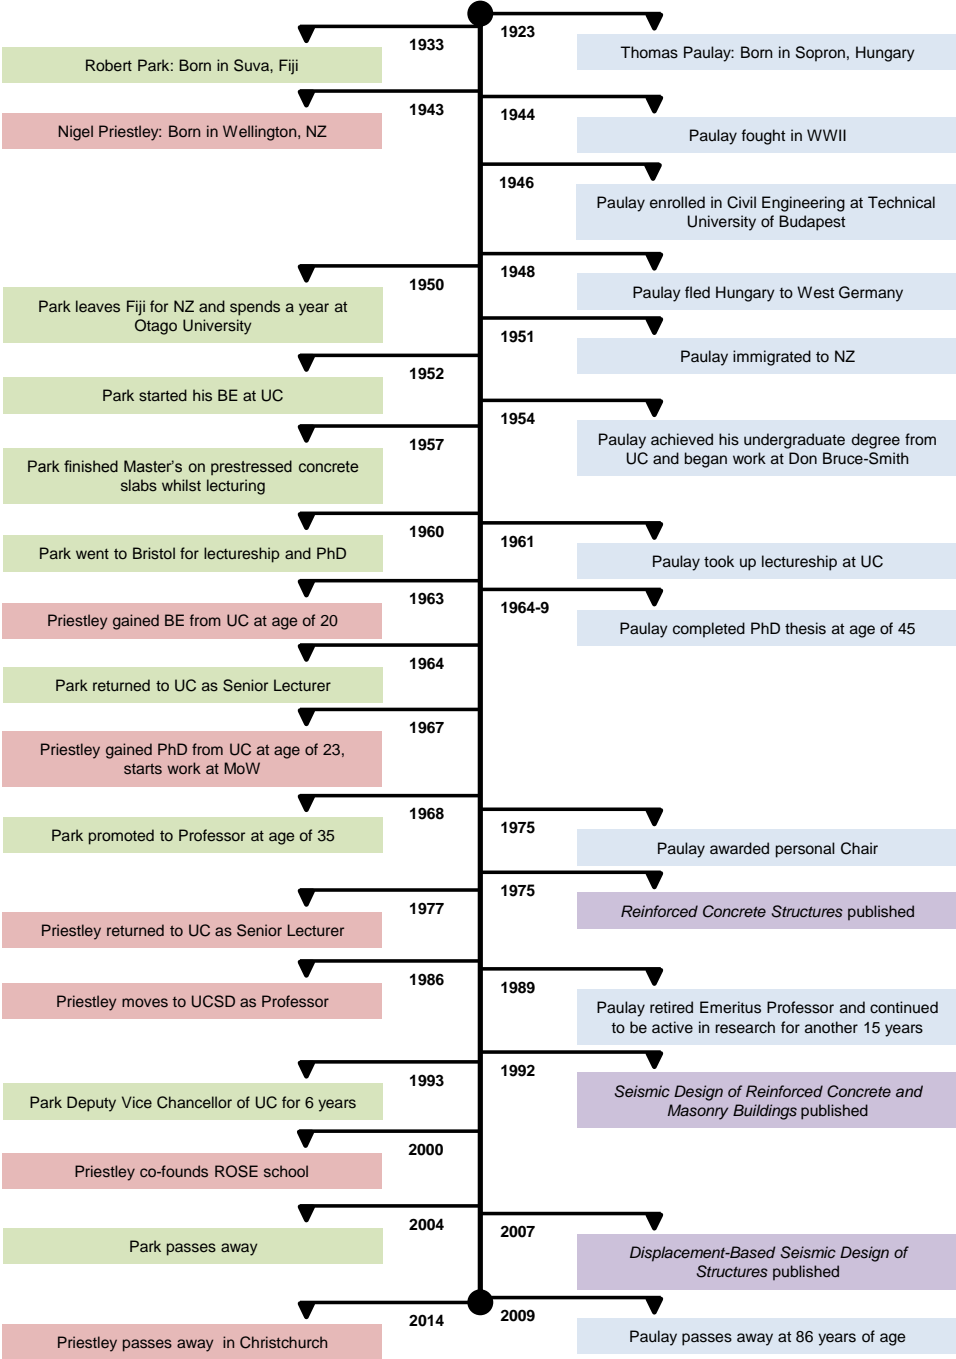 1923
Thomas Paulay: Born in Sopron, Hungary
1933
Robert Park: Born in Suva, Fiji
1943
Nigel Priestley: Born in Wellington, NZ
1944
Paulay fought in WWII
1946
Paulay enrolled in Civil Engineering at Technical
University of Budapest
1948
Paulay fled Hungary to West Germany
1950
Park leaves Fiji for NZ and spends a year at
Otago University
1951
Paulay immigrated to NZ
1952
Park started his BE at UC
1954
Paulay achieved his undergraduate degree from
UC and began work at Don Bruce-Smith
1957
Park finished Master's on prestressed concrete
slabs whilst lecturing
1960
Park went to Bristol for lectureship and PhD
1961
Paulay took up lectureship at UC
1963
Priestley gained BE from UC at age of 20
1964-9
Paulay completed PhD thesis at age of 45
1964
Park returned to UC as Senior Lecturer
1967
Priestley gained PhD from UC at age of 23,
starts work at MoW
1968
Park promoted to Professor at age of 35
1975
Paulay awarded personal Chair
1975
Reinforced Concrete Structures published
1977
Priestley returned to UC as Senior Lecturer
1986
Priestley moves to UCSD as Professor
1989
Paulay retired Emeritus Professor and continued
to be active in research for another 15 years
1992
Seismic Design of Reinforced Concrete and
Masonry Buildings published
1993
Park Deputy Vice Chancellor of UC for 6 years
2000
Priestley co-founds ROSE school
2004
Park passes away
2007
Displacement-Based Seismic Design of
Structures published
2009
Paulay passes away at 86 years of age
2014
Priestley passes away in Christchurch